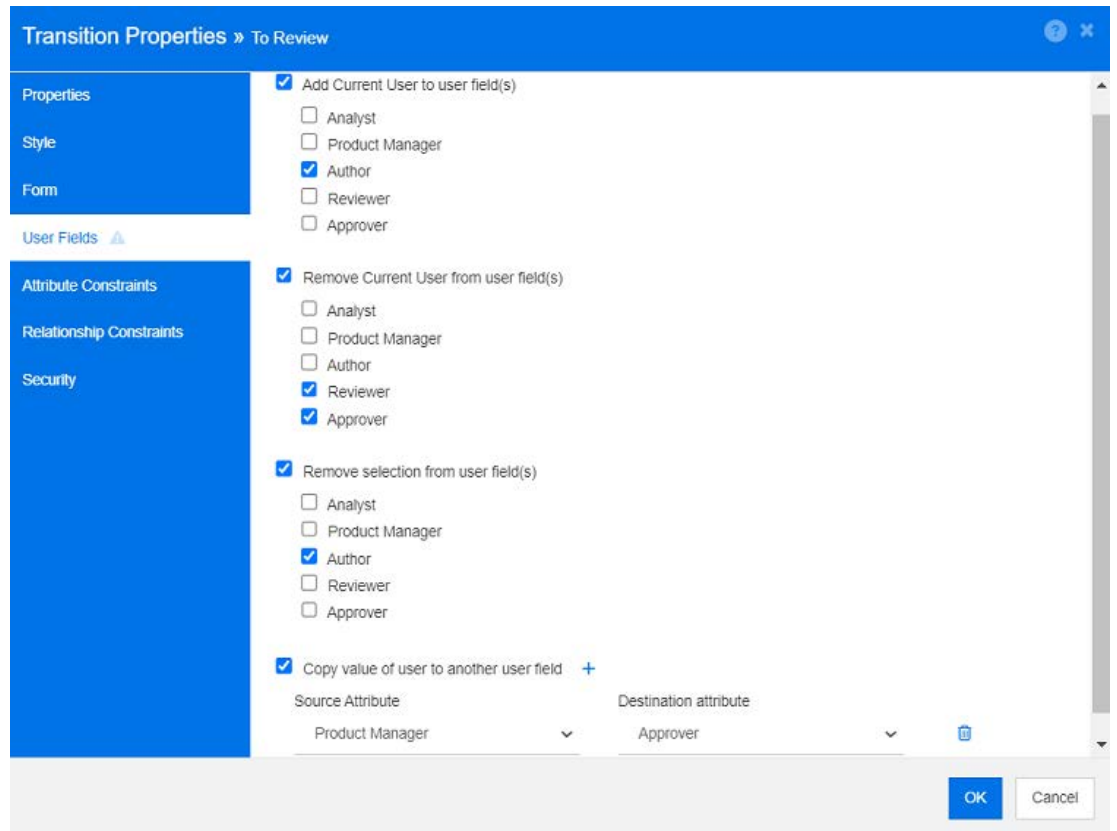 Transition Properties » To Review
Properties
Style
Form
User Fields
Attribute Constraints
Relationship Constraints
Security
Add Current User to user field(s)
Analyst
Product Manager
Author
Reviewer
Approver
Remove Current User from user field(s)
Analyst
Product Manager
Author
Reviewer
Approver
Remove selection from user field(s)
Analyst
Product Manager
Author
Reviewer
Approver
Copy value of user to another user field +
Source Attribute Destination attribute
Product Manager Approver
OK Cancel